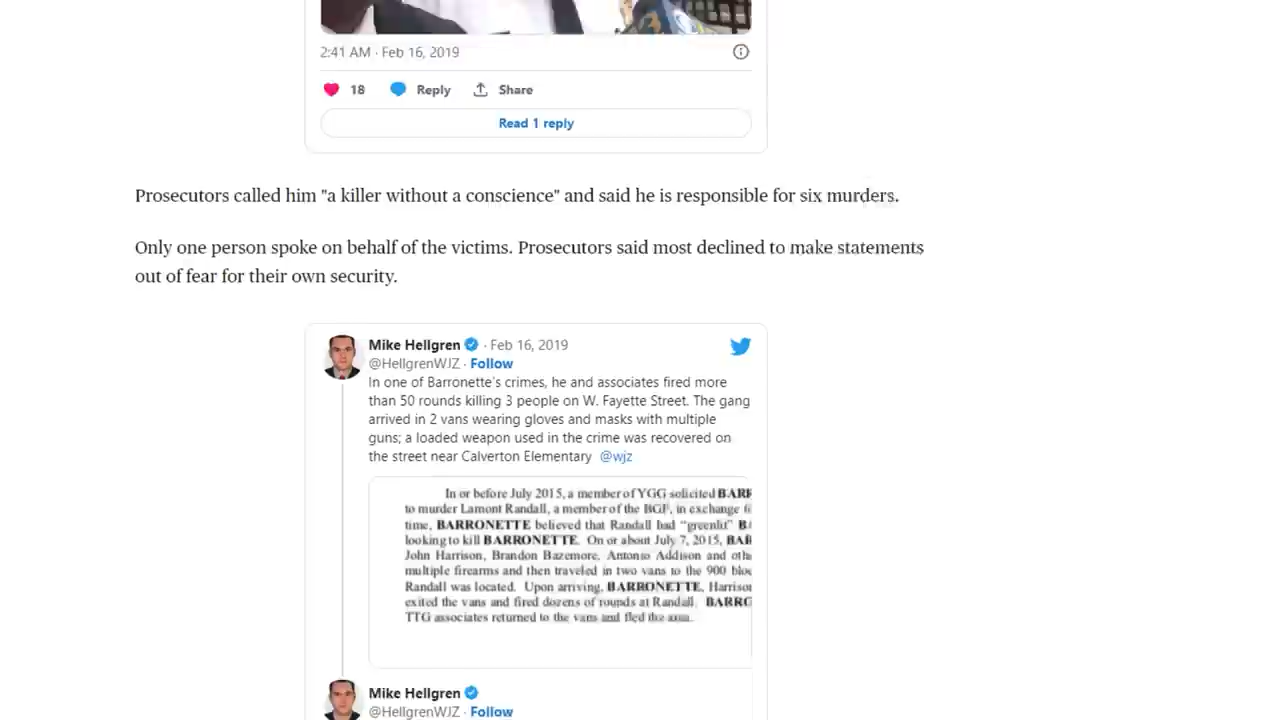 2:41 AM · Feb 16, 2019
18 Reply Share
Read 1 reply
Prosecutors called him "a killer without a conscience" and said he is responsible for six murders.
Only one person spoke on behalf of the victims. Prosecutors said most declined to make statements
out of fear for their own security.
Mike Hellgren · Feb 16, 2019
@HellgrenWJZ · Follow
In one of Barronette's crimes, he and associates fired more
than 50 rounds killing 3 people on W. Fayette Street. The gang
arrived in 2 vans wearing gloves and masks with multiple
guns; a loaded weapon used in the crime was recovered on
the street near Calverton Elementary @wjz
In or before July 2015, a member of YGG solicited BARR
to murder Lamont Randall, a member of the BGF, in exchange
time, BARRONETTE believed that Randall had "greenlit" B
looking to kill BARRONETTE. On or about July 7, 2015, BAR
John Harrison, Brandon Bazemore, Antonio Addison and oth
multiple firearms and then traveled in two vans to the 900 bloc
Randall was located. Upon arriving, BARRONETTE, Harrison
exited the vans and fired dozens of rounds at Randall. BARRO
TTG associates returned to the vans and fled the area.
Mike Hellgren
@HellgrenWJZ · Follow